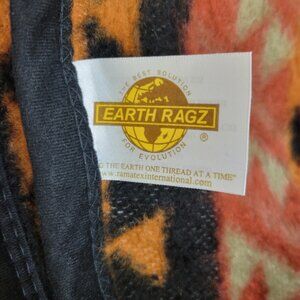 THE BEST SOLUTION
EARTH RAGZ
®
FOR EVOLUTION
THE EARTH ONE THREAD AT A TIME"
www.ramatexinternational.com